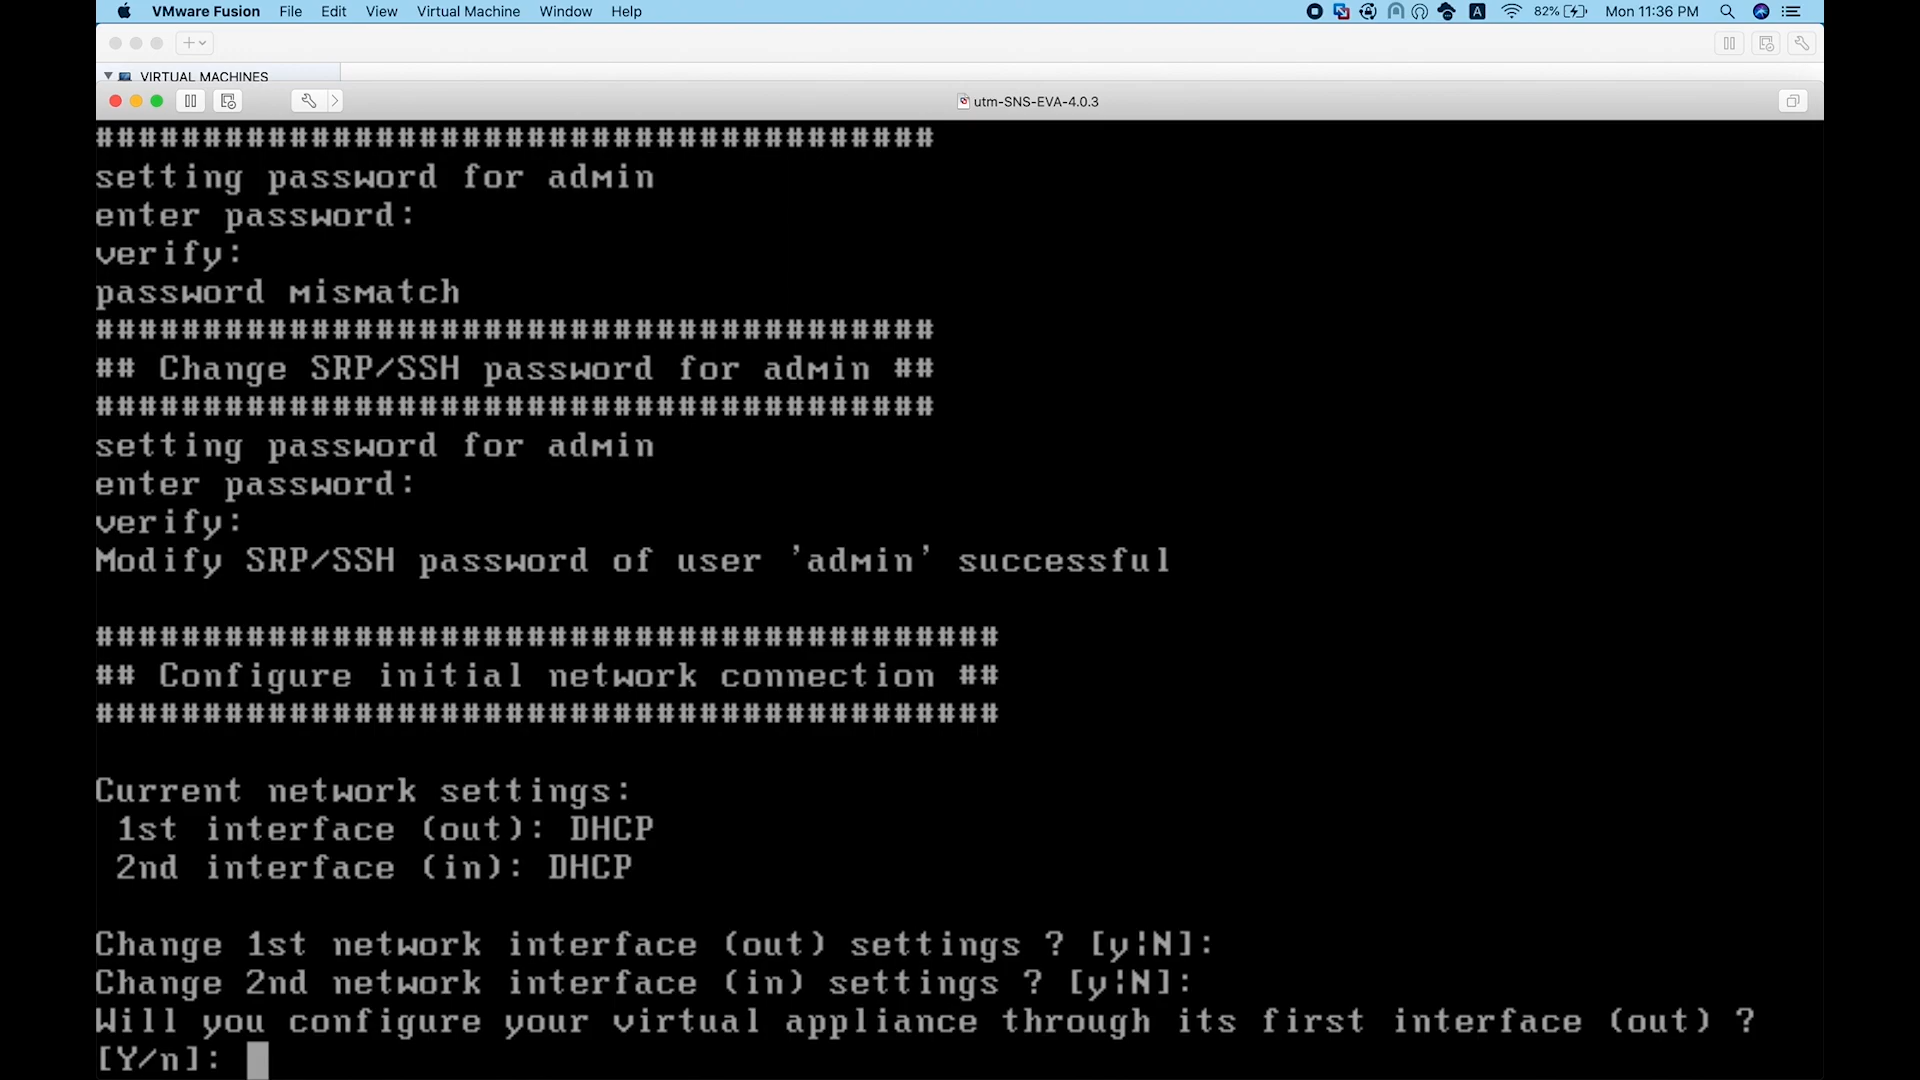 VMware Fusion File Edit View Virtual Machine Window Help A 82% Mon 11:36 PM
VIRTUAL MACHINES
utm-SNS-EVA-4.0.3
#######################################
setting password for admin
enter password:
verify:
password mismatch
#######################################
## Change SRP/SSH password for admin ##
#######################################
setting password for admin
enter password:
verify:
Modify SRP/SSH password of user 'admin' successful
##########################################
## Configure initial network connection ##
##########################################
Current network settings:
1st interface (out): DHCP
2nd interface (in): DHCP
Change 1st network interface (out) settings ? [y¦N]:
Change 2nd network interface (in) settings ? [y¦N]:
Will you configure your virtual appliance through its first interface (out) ?
[Y/n]: